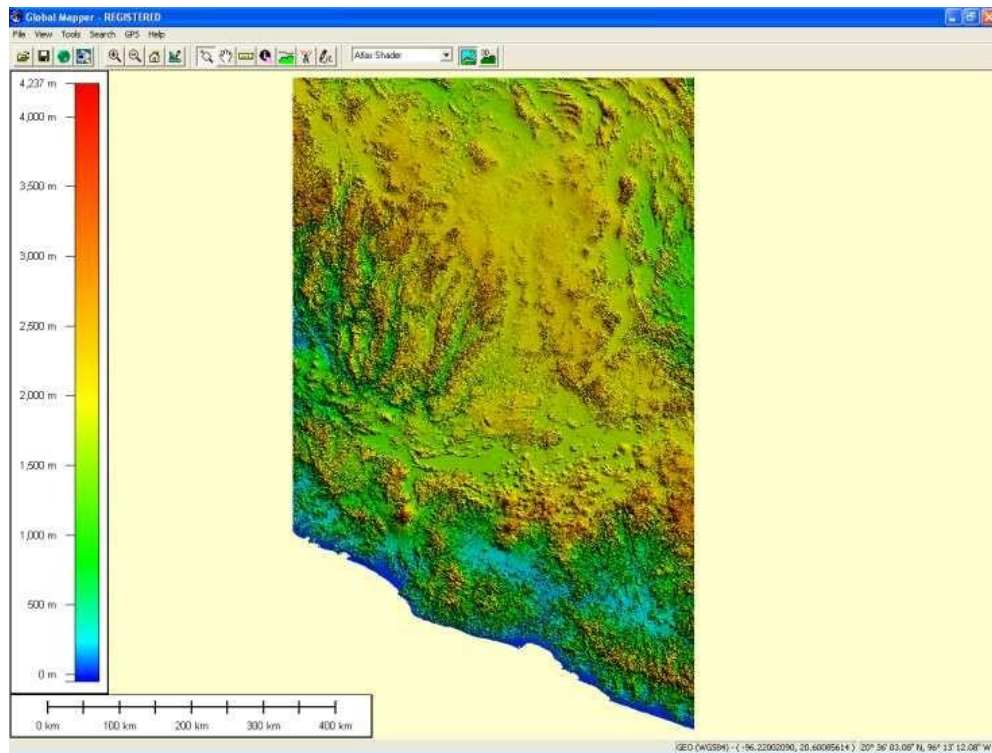 Global Mapper - REGISTERED
File View Tools Search GPS Help
Atlas Shader
4,237 m
4,000 m
3,500 m
3,000 m
2,500 m
2,000 m
1,500 m
1,000 m
500 m
0 m
0 km 100 km 200 km 300 km 400 km
GEO (WGS84) - ( -96.22002090, 20.60085614 ) 20° 36' 03.08" N, 96° 13' 12.08" W